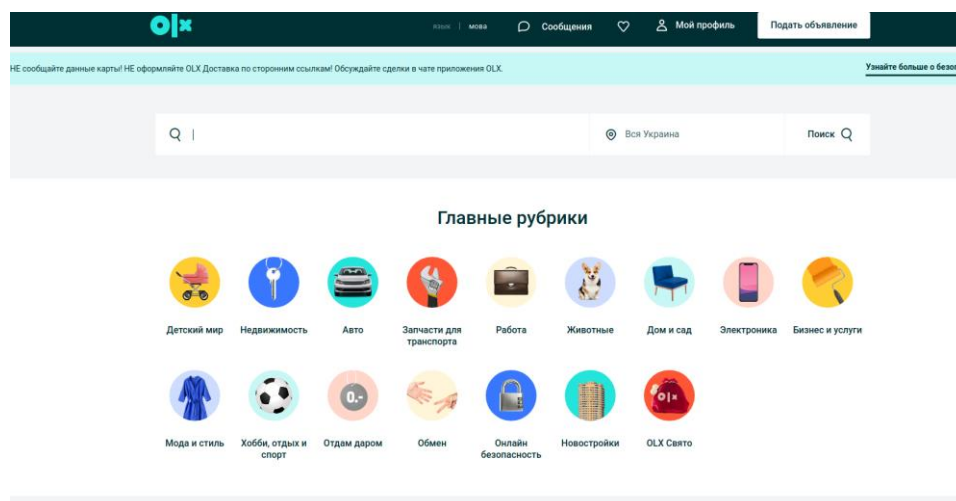 olx
язык | мова
Сообщения
Мой профиль
Подать объявление
НЕ сообщайте данные карты! НЕ оформляйте OLX Доставка по сторонним ссылкам! Обсуждайте сделки в чате приложения OLX.
Узнайте больше о
Вся Украина
Поиск
Главные рубрики
Детский мир
Недвижимость
Авто
Запчасти для
транспорта
Работа
Животные
Дом и сад
Электроника
Бизнес и услуги
0.-
olx
Мода и стиль
Хобби, отдых и
спорт
Отдам даром
Обмен
Онлайн
безопасность
Новостройки
OLX Свято